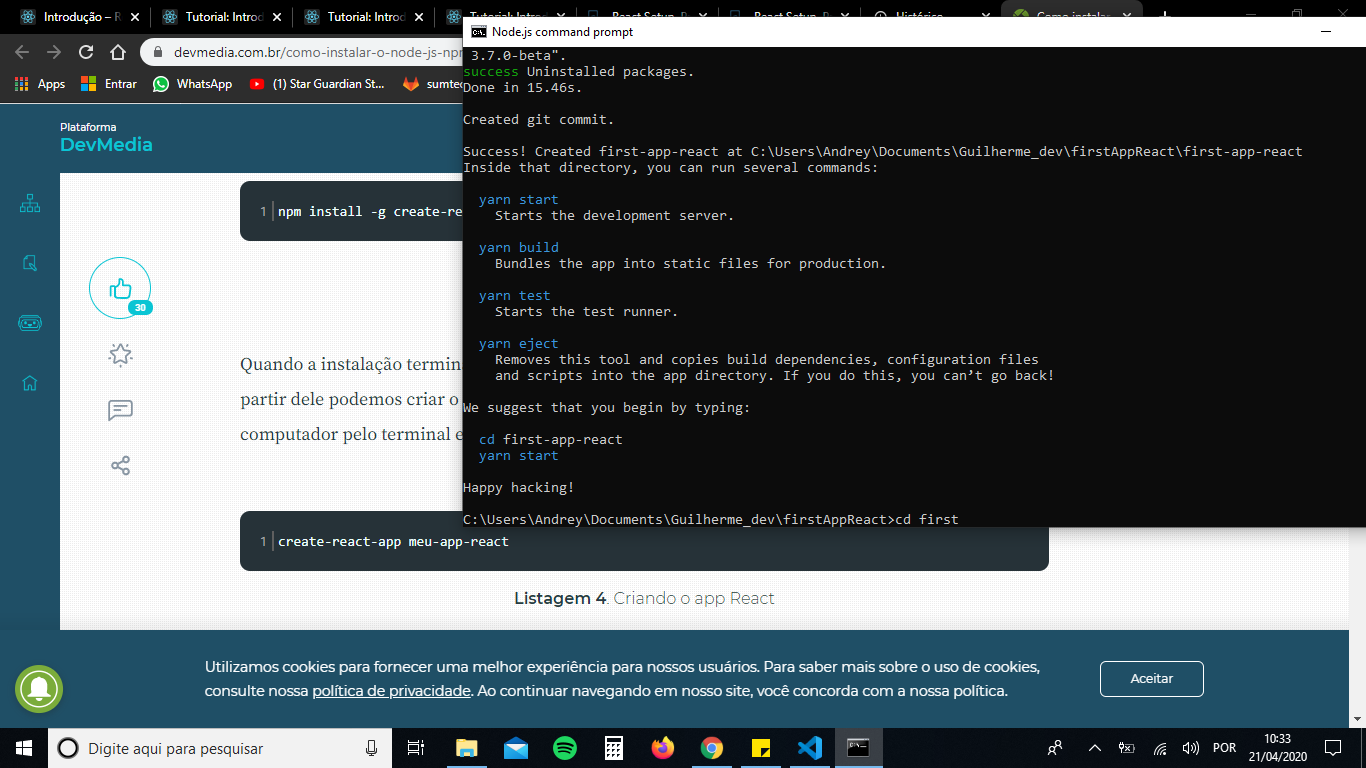 Introdução – R
Tutorial: Introd
Tutorial: Introd
Tutorial: Introd
React Setup, P
React Setup, P
Histórico
Como instalar
devmedia.com.br/como-instalar-o-node-js-npm
Apps
Entrar
WhatsApp
(1) Star Guardian St...
sumtec
Plataforma
DevMedia
1 npm install -g create-re
30
Quando a instalação termin
partir dele podemos criar o
computador pelo terminal e
Node.js command prompt
3.7.0-beta".
success Uninstalled packages.
Done in 15.46s.
Created git commit.
Success! Created first-app-react at C:\Users\Andrey\Documents\Guilherme_dev\firstAppReact\first-app-react
Inside that directory, you can run several commands:
yarn start
Starts the development server.
yarn build
Bundles the app into static files for production.
yarn test
Starts the test runner.
yarn eject
Removes this tool and copies build dependencies, configuration files
and scripts into the app directory. If you do this, you can’t go back!
We suggest that you begin by typing:
cd first-app-react
yarn start
Happy hacking!
C:\Users\Andrey\Documents\Guilherme_dev\firstAppReact>cd first
1 create-react-app meu-app-react
Listagem 4. Criando o app React
Utilizamos cookies para fornecer uma melhor experiência para nossos usuários. Para saber mais sobre o uso de cookies,
consulte nossa política de privacidade. Ao continuar navegando em nosso site, você concorda com a nossa política.
Aceitar
Digite aqui para pesquisar
POR
10:33
21/04/2020